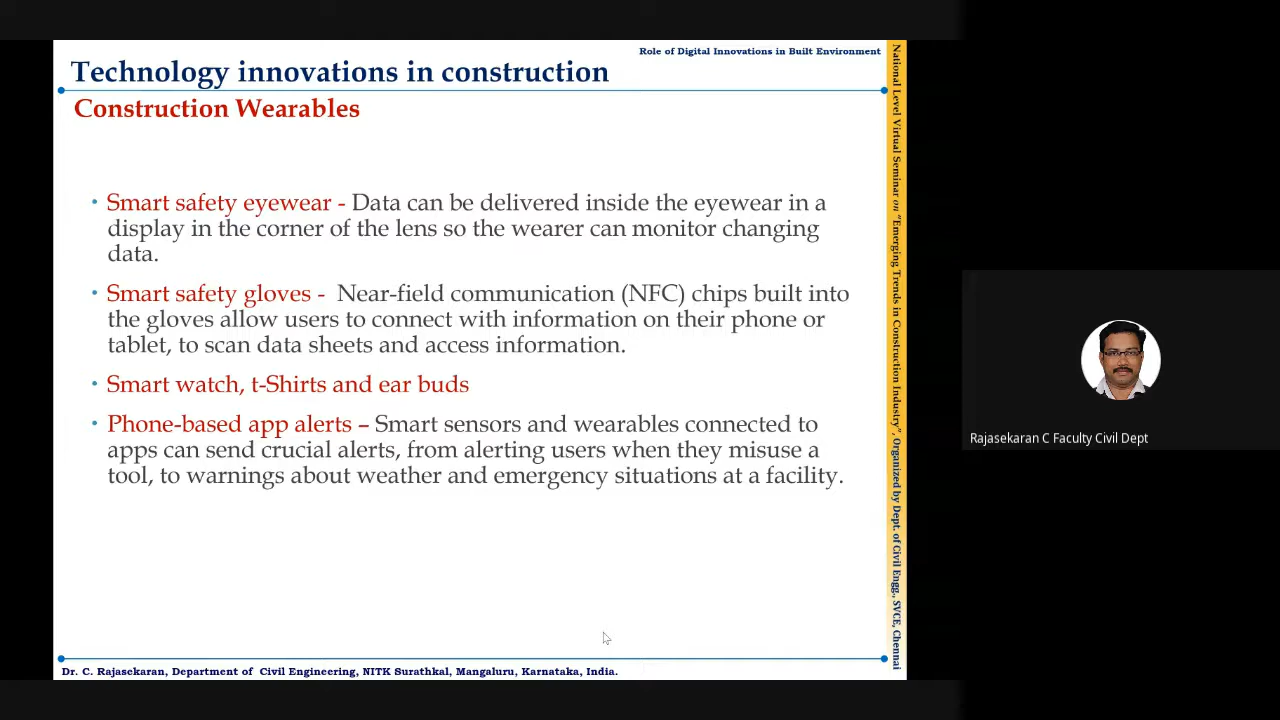 Role of Digital Innovations in Built Environment
Technology innovations in construction
Construction Wearables
• Smart safety eyewear - Data can be delivered inside the eyewear in a
display in the corner of the lens so the wearer can monitor changing
data.
• Smart safety gloves - Near-field communication (NFC) chips built into
the gloves allow users to connect with information on their phone or
tablet, to scan data sheets and access information.
• Smart watch, t-Shirts and ear buds
• Phone-based app alerts – Smart sensors and wearables connected to
apps can send crucial alerts, from alerting users when they misuse a
tool, to warnings about weather and emergency situations at a facility.
Dr. C. Rajasekaran, Department of Civil Engineering, NITK Surathkal, Mangaluru, Karnataka, India.
National Level Virtual Seminar on "Emerging Trends in Construction Industry", Organized by Dept. of Civil Engg., SVCE, Chennai
Rajasekaran C Faculty Civil Dept